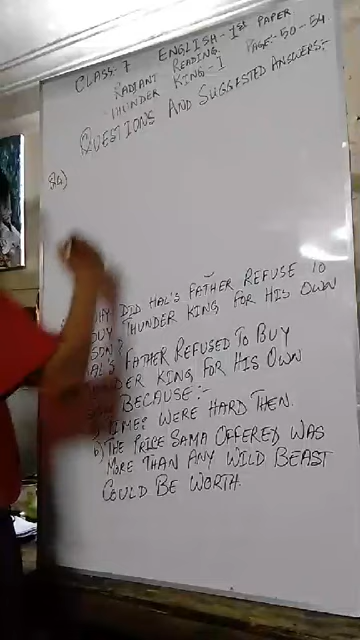 CLASS-7 ENGLISH-1ST PAPER
RADIANT READING
THUNDER KING-I PAGE-50-54
QUESTIONS AND SUGGESTED ANSWERS:-
DID HAL'S FATHER REFUSE TO
BUY THUNDER KING FOR HIS OWN
SON?
HAL'S FATHER REFUSED TO BUY
KING FOR HIS OWN
BECAUSE:-
TIMES WERE HARD THEN.
b) THE PRICE SAMA OFFERED WAS
MORE THAN ANY WILD BEAST
COULD BE WORTH.